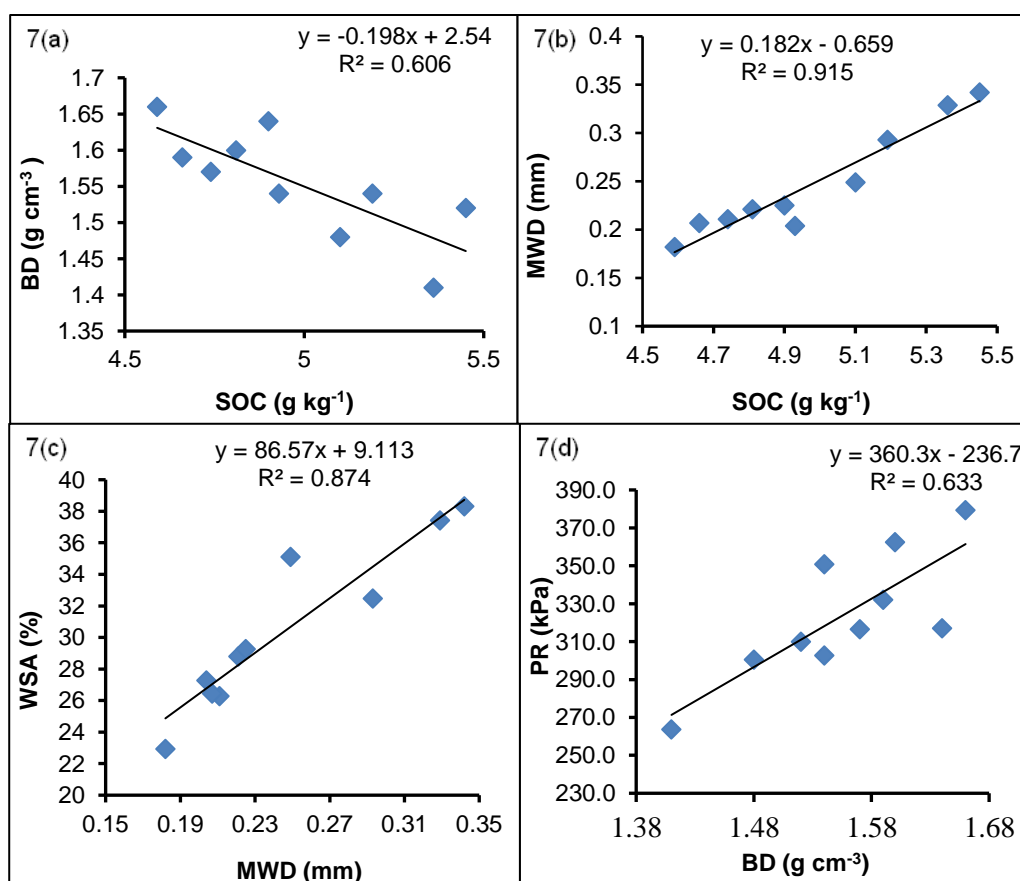 7(a)
y = -0.198x + 2.54
R² = 0.606
1.7
1.65
1.6
1.55
1.5
1.45
1.4
1.35
BD (g cm⁻³)
4.5 5 5.5
SOC (g kg⁻¹)
7(b)
y = 0.182x - 0.659
R² = 0.915
0.4
0.35
0.3
0.25
0.2
0.15
0.1
MWD (mm)
4.5 4.7 4.9 5.1 5.3 5.5
SOC (g kg⁻¹)
7(c)
y = 86.57x + 9.113
R² = 0.874
40
38
36
34
32
30
28
26
24
22
20
WSA (%)
0.15 0.19 0.23 0.27 0.31 0.35
MWD (mm)
7(d)
y = 360.3x - 236.7
R² = 0.633
390.0
370.0
350.0
330.0
310.0
290.0
270.0
250.0
230.0
PR (kPa)
1.38 1.48 1.58 1.68
BD (g cm⁻³)